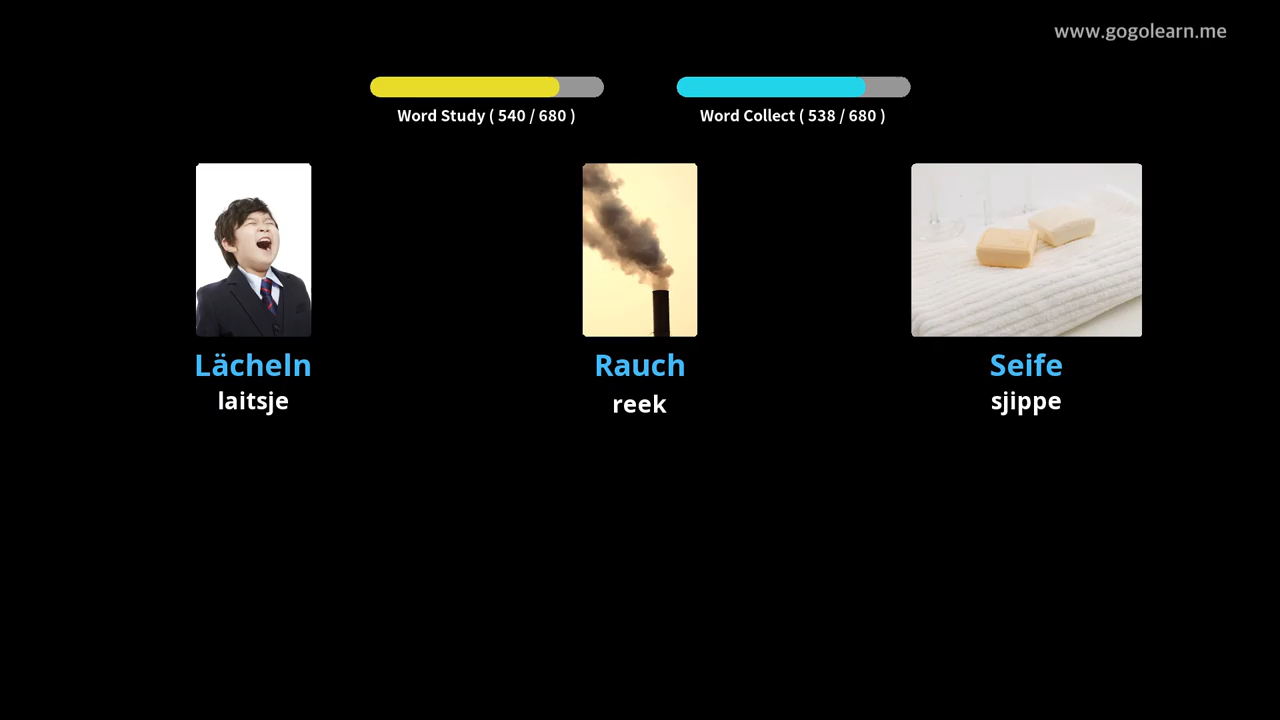 www.gogolearn.me
Word Study ( 540 / 680 )
Word Collect ( 538 / 680 )
Lächeln
laitsje
Rauch
reek
Seife
sjippe